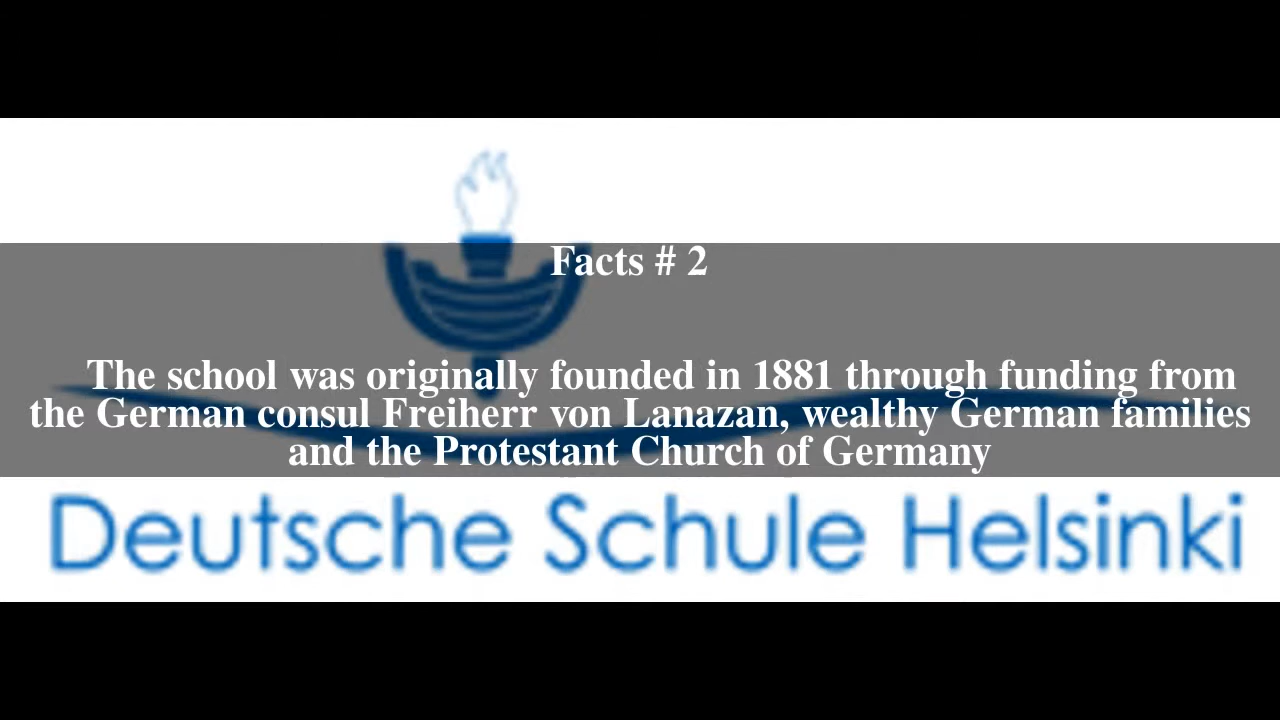 Facts # 2
The school was originally founded in 1881 through funding from
the German consul Freiherr von Lanazan, wealthy German families
and the Protestant Church of Germany
Deutsche Schule Helsinki